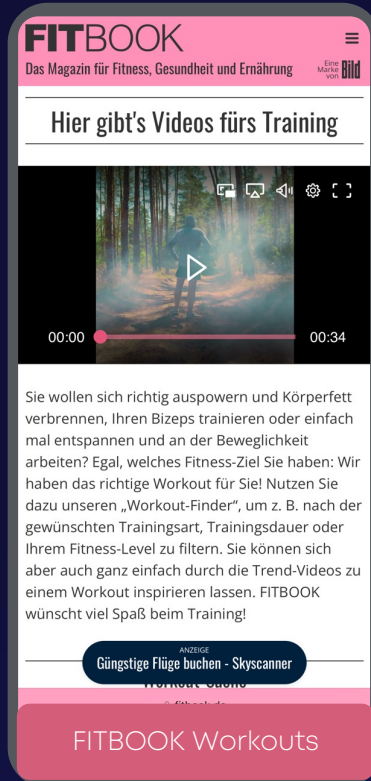 FITBOOK
Das Magazin für Fitness, Gesundheit und Ernährung
Eine
Marke
von Bild
Hier gibt's Videos fürs Training
00:00
00:34
Sie wollen sich richtig auspowern und Körperfett
verbrennen, Ihren Bizeps trainieren oder einfach
mal entspannen und an der Beweglichkeit
arbeiten? Egal, welches Fitness-Ziel Sie haben: Wir
haben das richtige Workout für Sie! Nutzen Sie
dazu unseren „Workout-Finder“, um z. B. nach der
gewünschten Trainingsart, Trainingsdauer oder
Ihrem Fitness-Level zu filtern. Sie können sich
aber auch ganz einfach durch die Trend-Videos zu
einem Workout inspirieren lassen. FITBOOK
wünscht viel Spaß beim Training!
ANZEIGE
Güngstige Flüge buchen - Skyscanner
FITBOOK Workouts